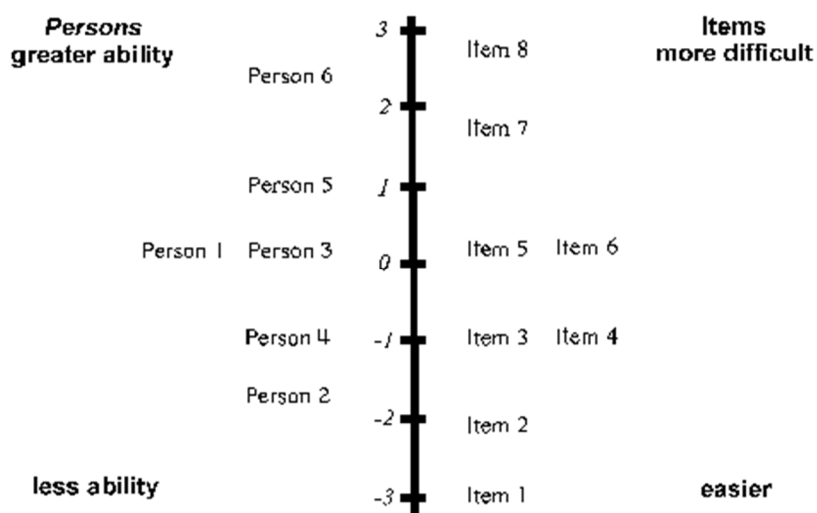 Persons
greater ability
Items
more difficult
3
Item 8
Person 6
2
Item 7
Person 5
1
Person 1 Person 3
Item 5 Item 6
0
Person 4
-1
Item 3 Item 4
Person 2
-2
Item 2
less ability
-3
Item 1
easier